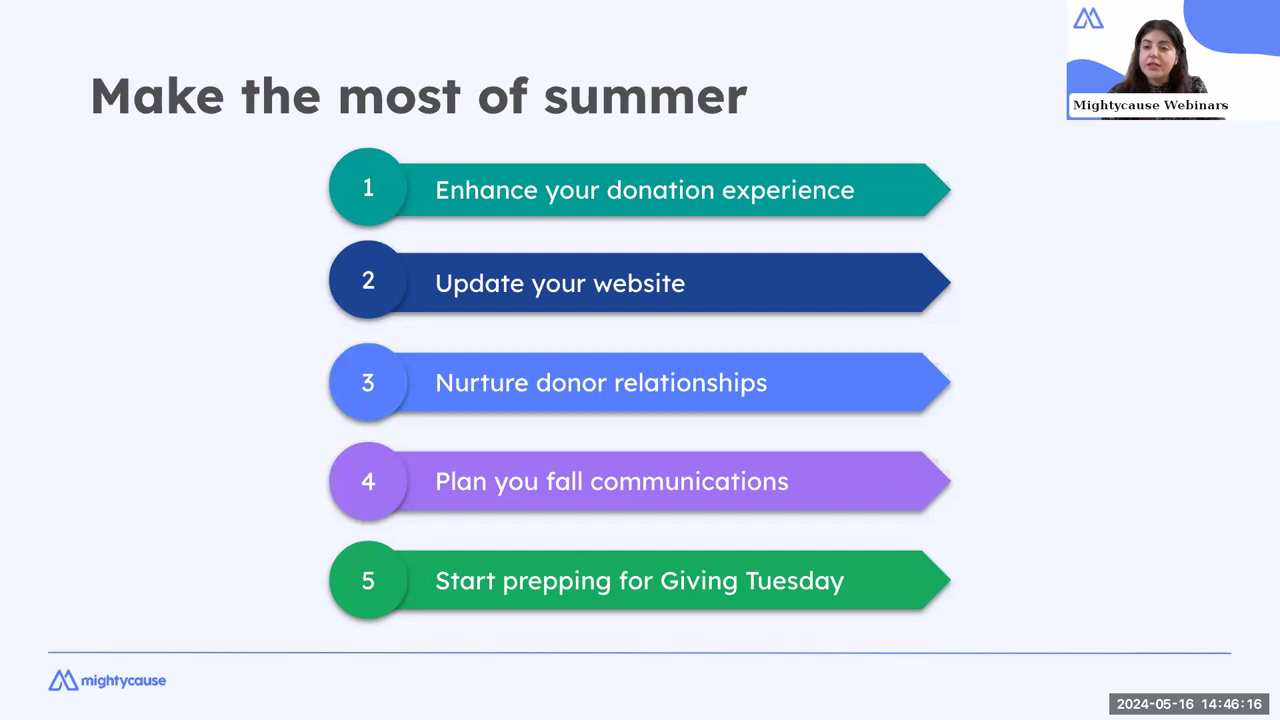 Make the most of summer
Mightycause Webinars
1 Enhance your donation experience
2 Update your website
3 Nurture donor relationships
4 Plan you fall communications
5 Start prepping for Giving Tuesday
mightycause
2024-05-16 14:46:16